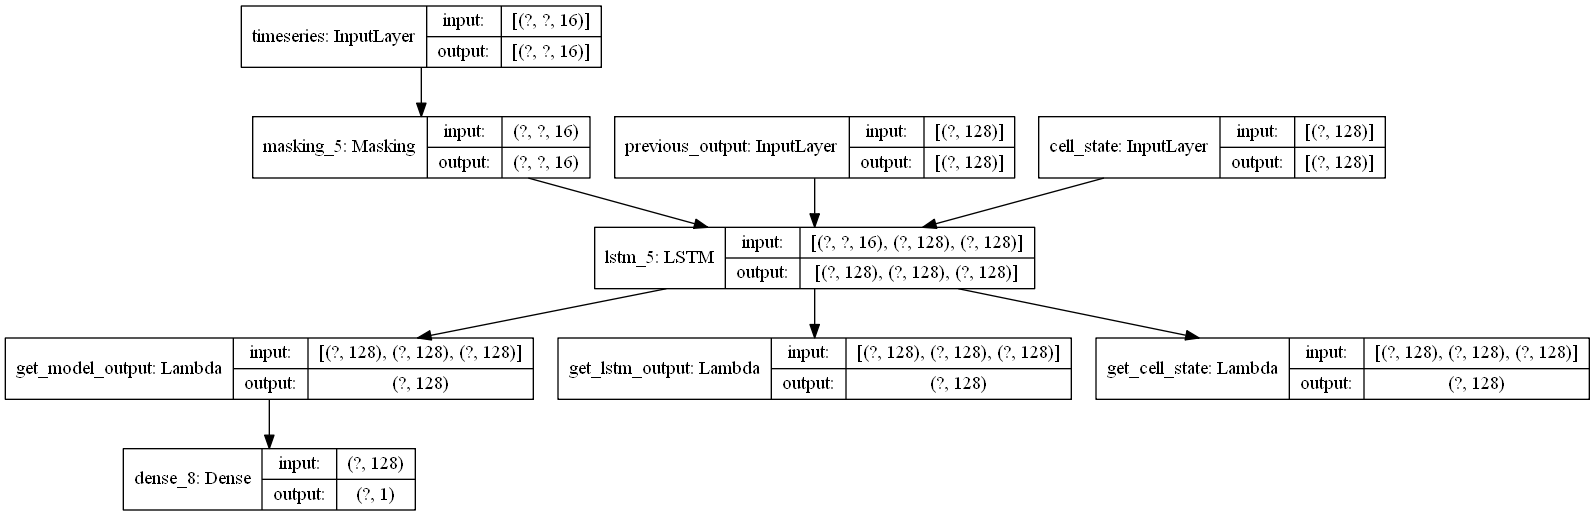 timeseries: InputLayer
input:
[(?, ?, 16)]
output:
[(?, ?, 16)]
masking_5: Masking
input:
(?, ?, 16)
output:
(?, ?, 16)
previous_output: InputLayer
input:
[(?, 128)]
output:
[(?, 128)]
cell_state: InputLayer
input:
[(?, 128)]
output:
[(?, 128)]
lstm_5: LSTM
input:
[(?, ?, 16), (?, 128), (?, 128)]
output:
[(?, 128), (?, 128), (?, 128)]
get_model_output: Lambda
input:
[(?, 128), (?, 128), (?, 128)]
output:
(?, 128)
get_lstm_output: Lambda
input:
[(?, 128), (?, 128), (?, 128)]
output:
(?, 128)
get_cell_state: Lambda
input:
[(?, 128), (?, 128), (?, 128)]
output:
(?, 128)
dense_8: Dense
input:
(?, 128)
output:
(?, 1)